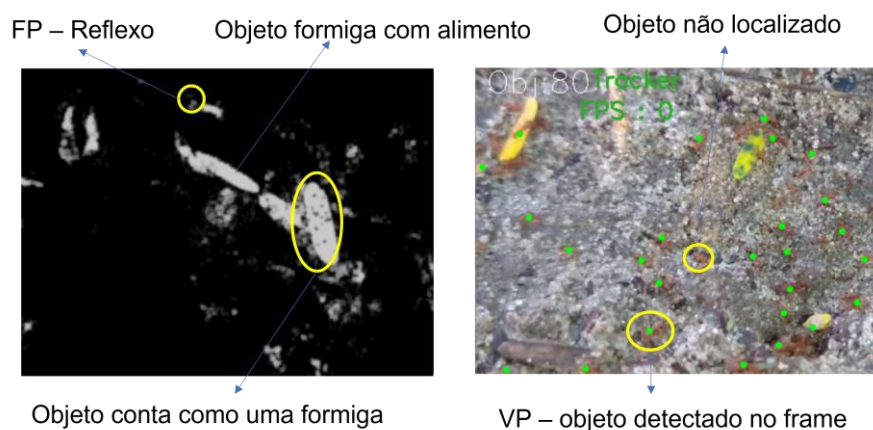 FP – Reflexo
Objeto formiga com alimento
Objeto não localizado
Obj:80
Tracker
FPS : 0
Objeto conta como uma formiga
VP – objeto detectado no frame